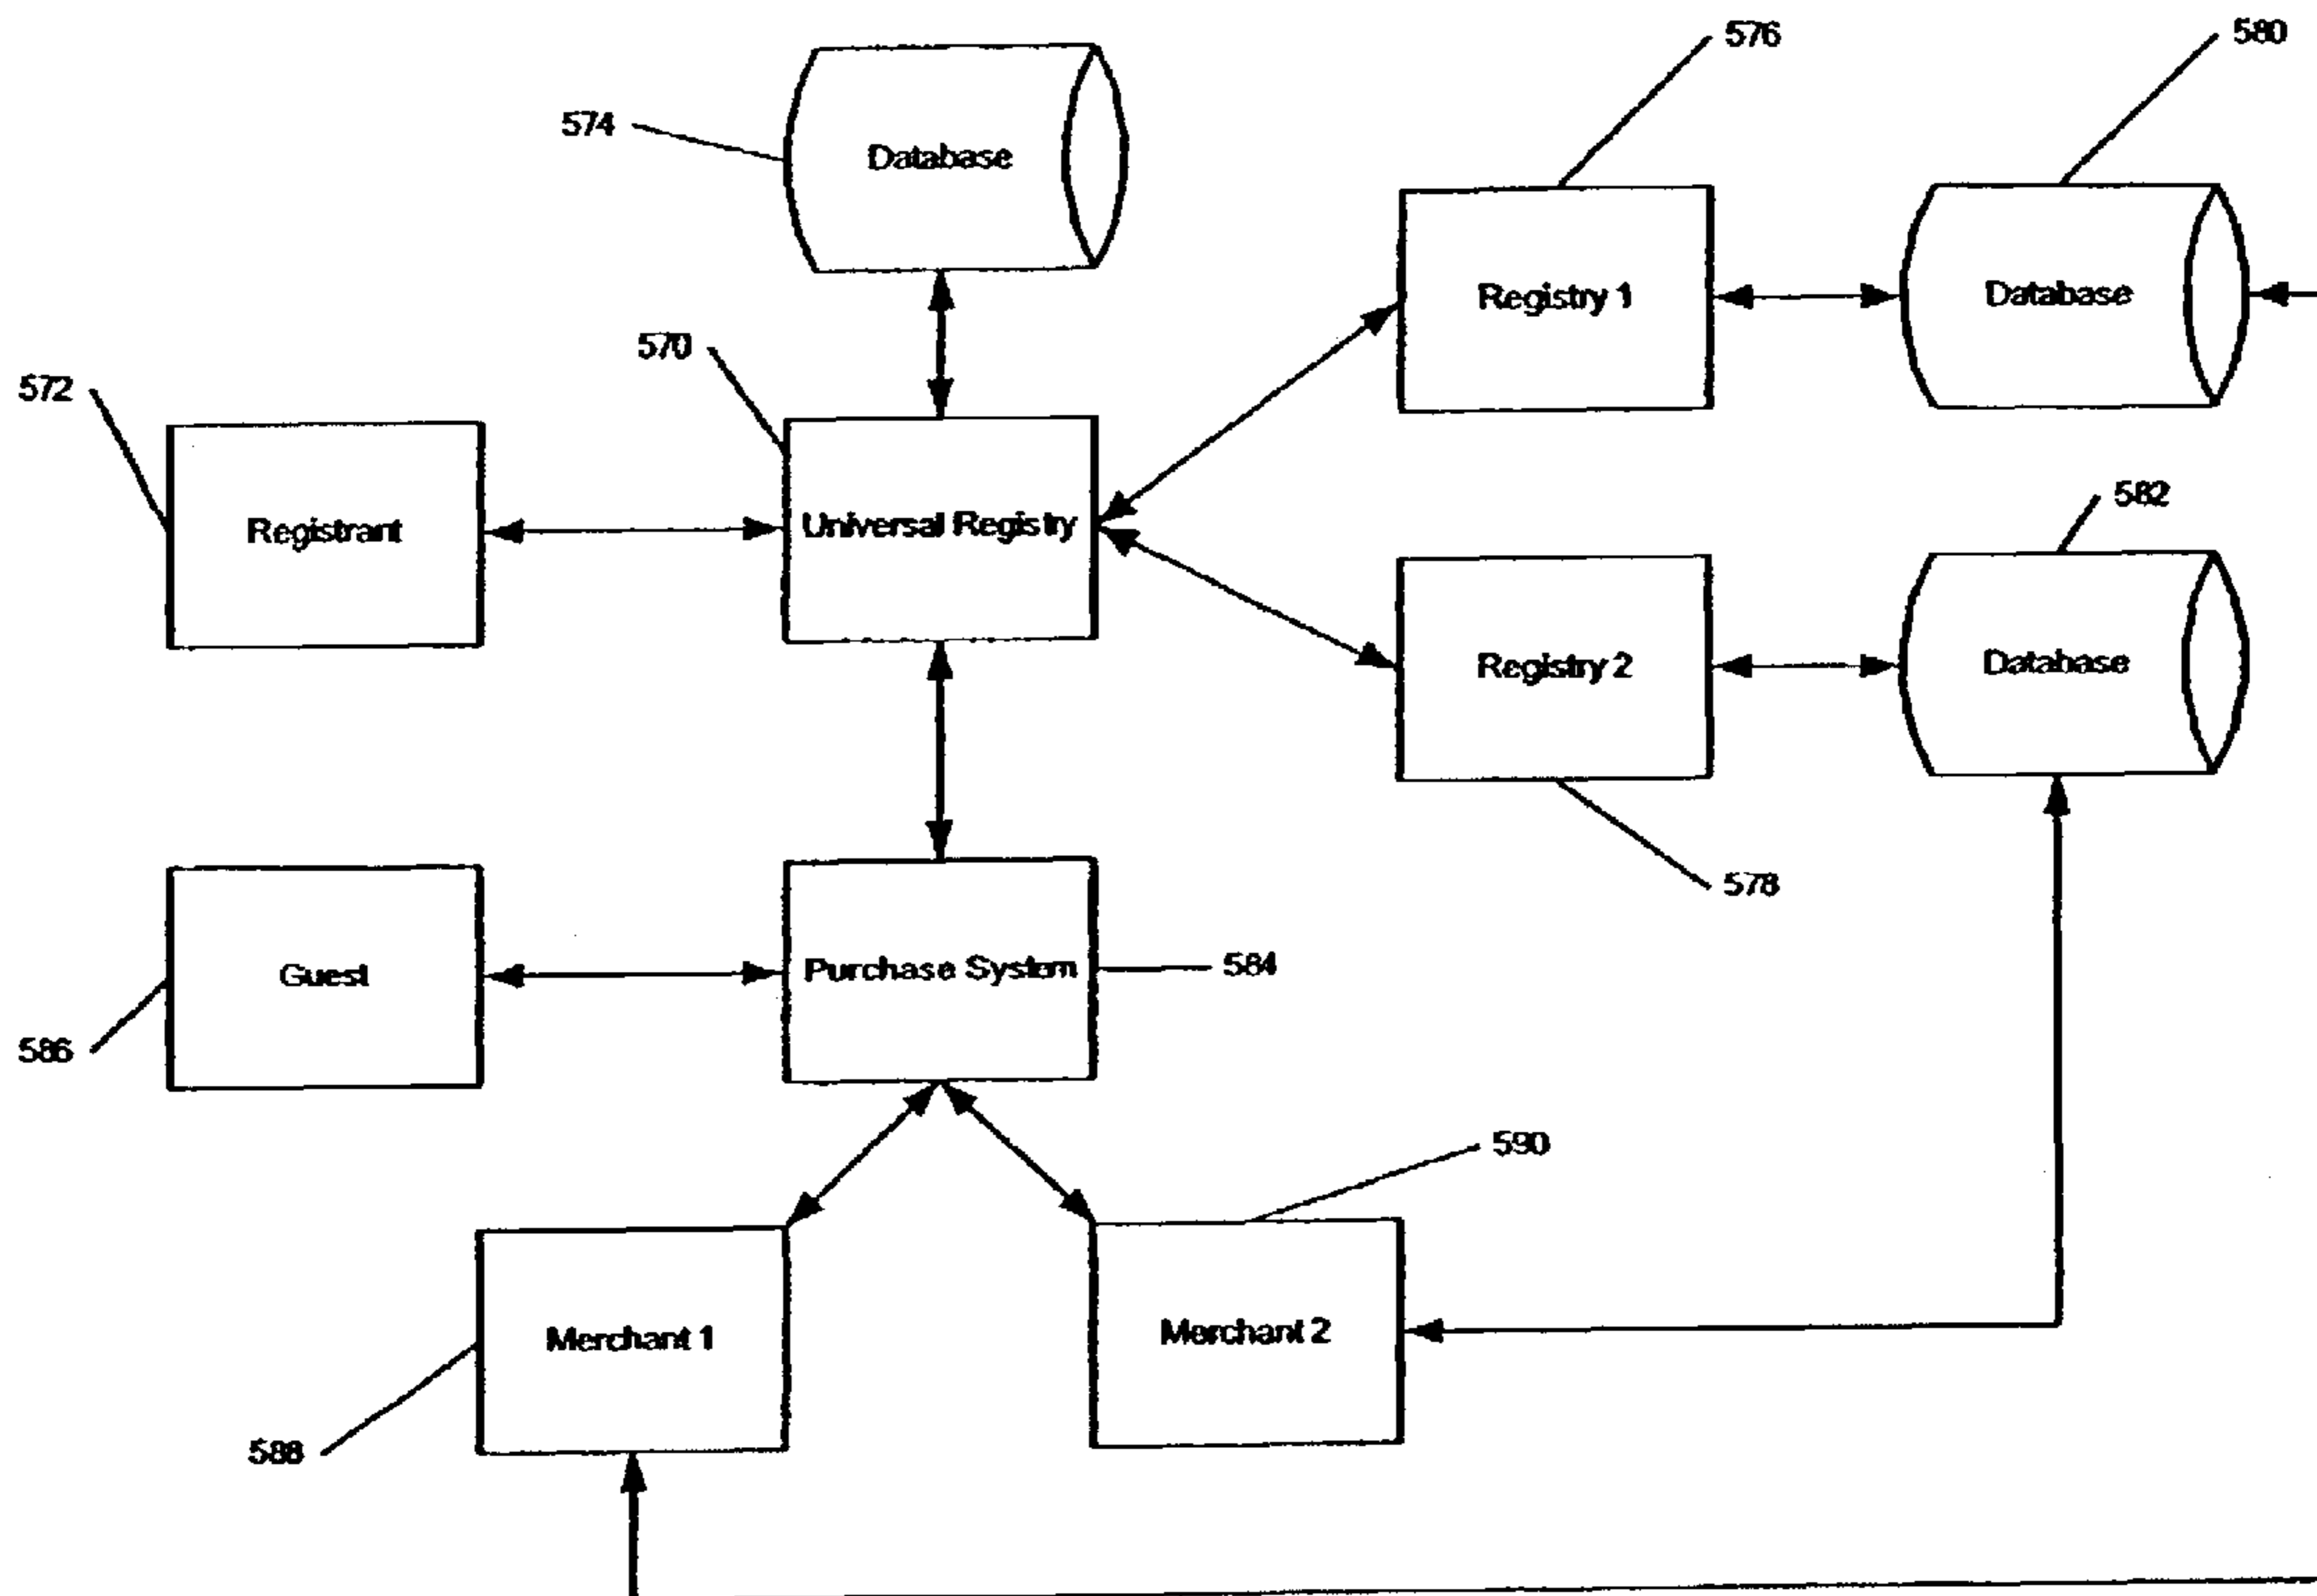 576
580
574
Database
Registry 1
Database
570
572
582
Registrant
Universal Registry
Registry 2
Database
578
Guest
Purchase System
584
586
590
Merchant 1
Merchant 2
588